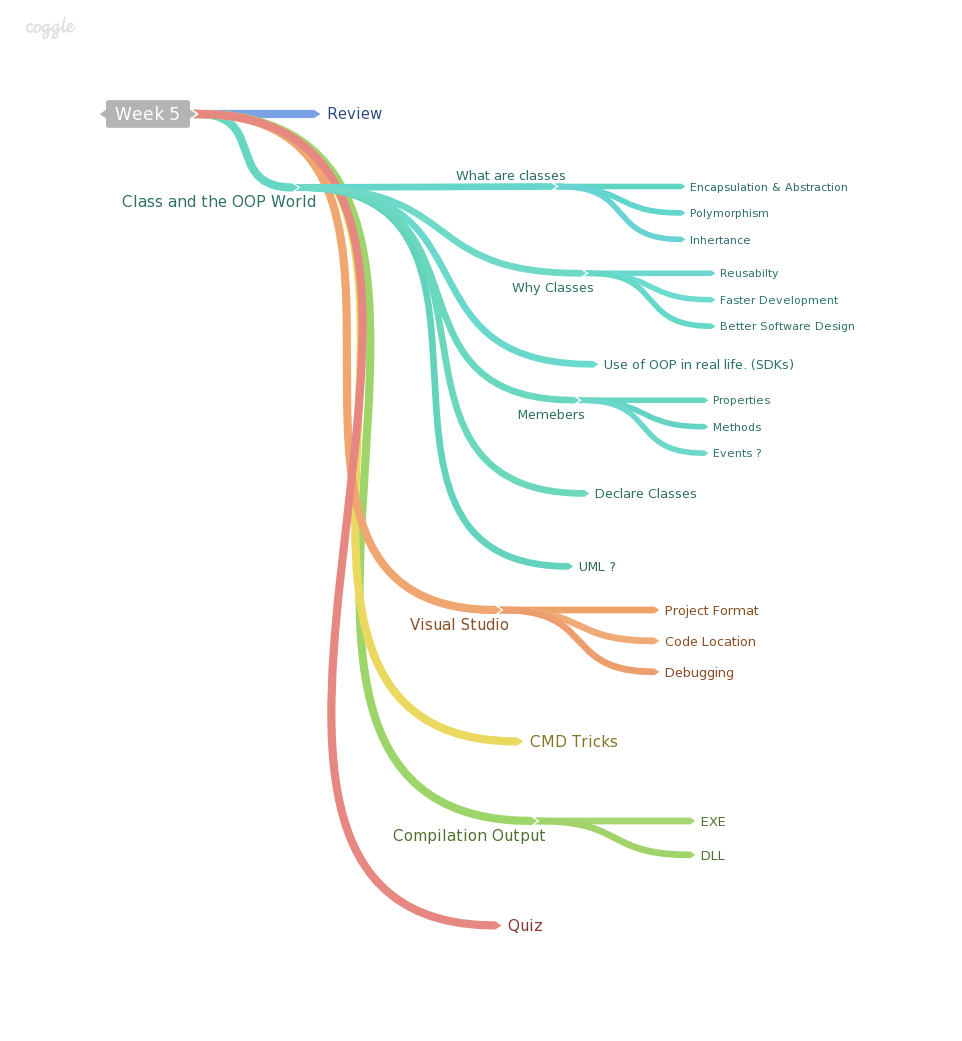 coggle
Week 5
Review
Class and the OOP World
What are classes
Encapsulation & Abstraction
Polymorphism
Inhertance
Why Classes
Reusabilty
Faster Development
Better Software Design
Use of OOP in real life. (SDKs)
Memebers
Properties
Methods
Events ?
Declare Classes
UML ?
Visual Studio
Project Format
Code Location
Debugging
CMD Tricks
Compilation Output
EXE
DLL
Quiz